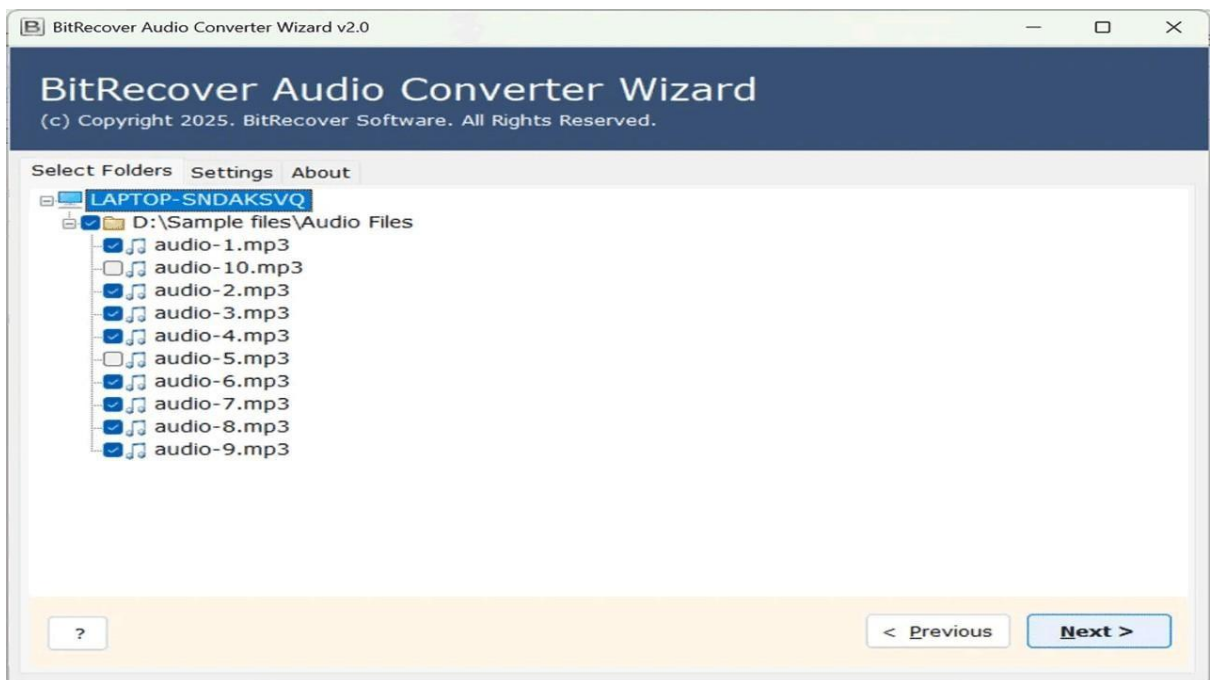 BitRecover Audio Converter Wizard v2.0
BitRecover Audio Converter Wizard
(c) Copyright 2025. BitRecover Software. All Rights Reserved.
Select Folders Settings About
LAPTOP-SNDAKSVQ
D:\Sample files\Audio Files
audio-1.mp3
audio-10.mp3
audio-2.mp3
audio-3.mp3
audio-4.mp3
audio-5.mp3
audio-6.mp3
audio-7.mp3
audio-8.mp3
audio-9.mp3
? < Previous Next >